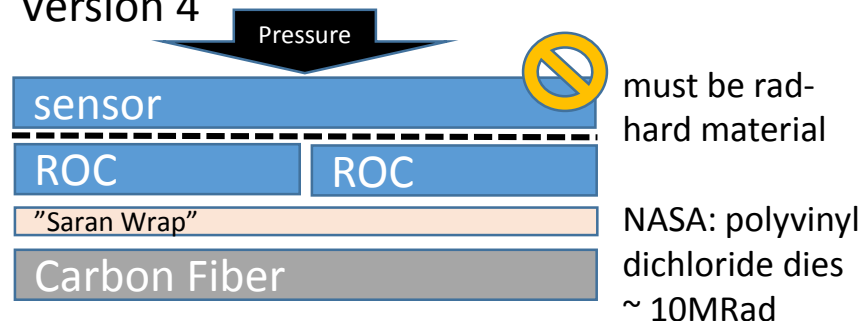 version 4
Pressure
sensor
must be rad-
hard material
ROC
ROC
”Saran Wrap”
Carbon Fiber
NASA: polyvinyl
dichloride dies
~ 10MRad